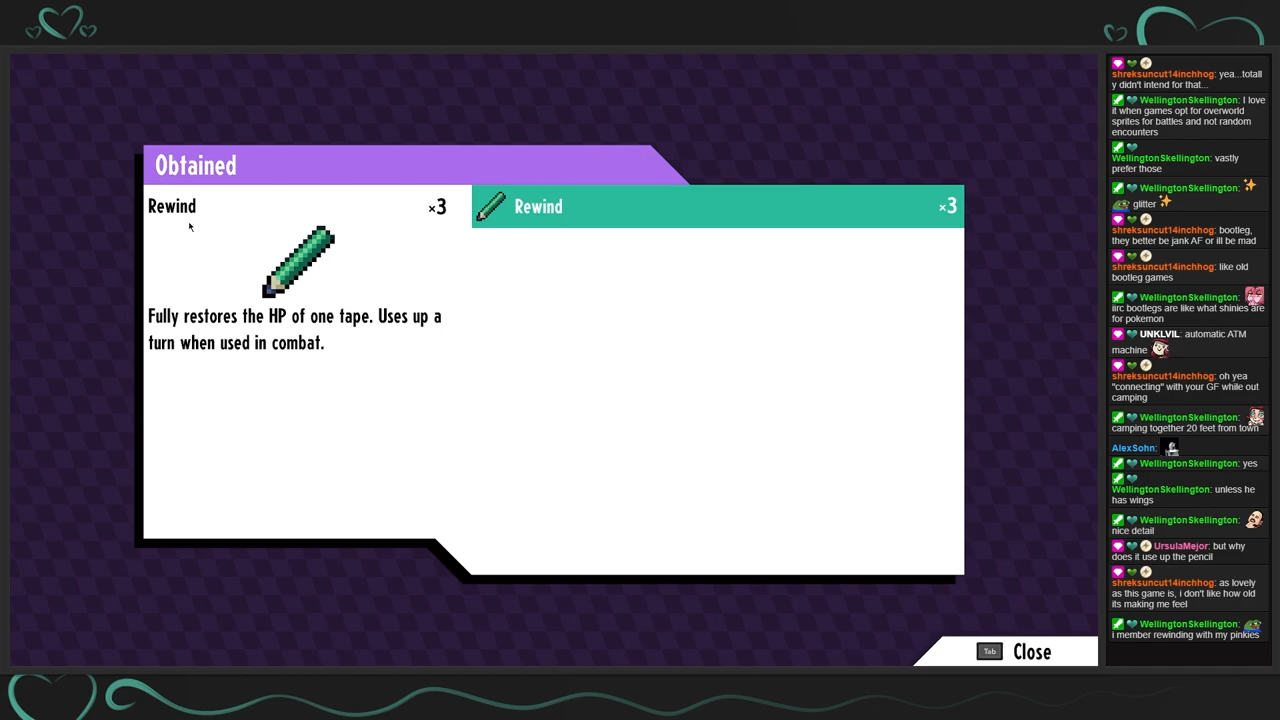 Obtained
Rewind ×3
Rewind ×3
Fully restores the HP of one tape. Uses up a
turn when used in combat.
Tab Close
shreksuncut14inchhog: yea...totall
y didn't intend for that...
WellingtonSkellington: I love
it when games opt for overworld
sprites for battles and not random
encounters
WellingtonSkellington: vastly
prefer those
WellingtonSkellington:
glitter
shreksuncut14inchhog: bootleg,
they better be jank AF or ill be mad
shreksuncut14inchhog: like old
bootleg games
WellingtonSkellington:
iirc bootlegs are like what shinies are
for pokemon
UNKLVIL: automatic ATM
machine
shreksuncut14inchhog: oh yea
"connecting" with your GF while out
camping
WellingtonSkellington:
camping together 20 feet from town
AlexSohn:
WellingtonSkellington: yes
WellingtonSkellington: unless he
has wings
WellingtonSkellington:
nice detail
UrsulaMejor: but why
does it use up the pencil
shreksuncut14inchhog: as lovely
as this game is, i don't like how old
its making me feel
WellingtonSkellington:
i member rewinding with my pinkies